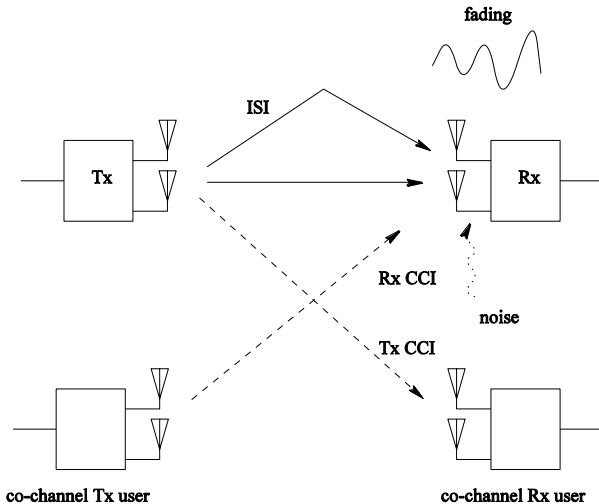 fading
ISI
Tx
Rx
Rx CCI
noise
Tx CCI
co-channel Tx user
co-channel Rx user